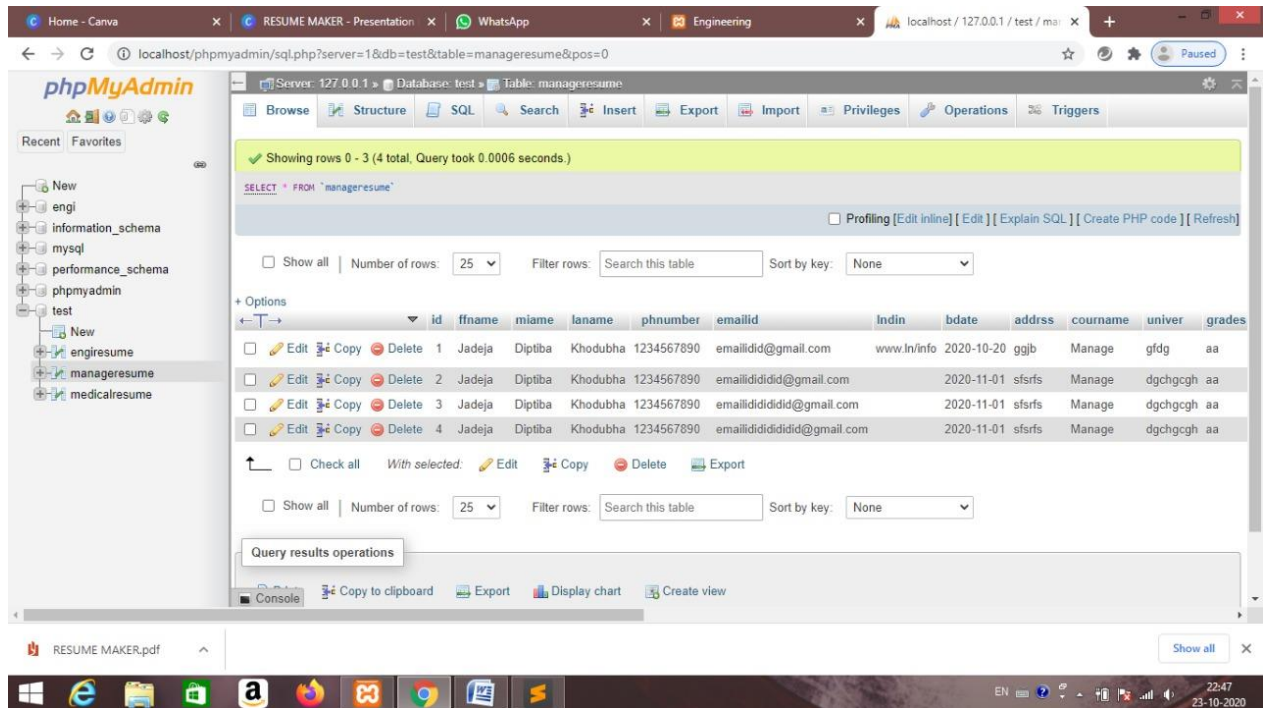 Home - Canva
RESUME MAKER - Presentation
WhatsApp
Engineering
localhost / 127.0.0.1 / test / ma
localhost/phpmyadmin/sql.php?server=1&db=test&table=manageresume&pos=0
Paused
phpMyAdmin
Recent Favorites
New
engi
information_schema
mysql
performance_schema
phpmyadmin
test
New
engiresume
manageresume
medicalresume
Server: 127.0.0.1 » Database: test » Table: manageresume
Browse Structure SQL Search Insert Export Import Privileges Operations Triggers
Showing rows 0 - 3 (4 total, Query took 0.0006 seconds.)
SELECT * FROM `manageresume`
Profiling [Edit inline] [ Edit ] [ Explain SQL ] [ Create PHP code ] [ Refresh]
Show all | Number of rows: 25 Filter rows: Search this table Sort by key: None
+ Options
←T→ id ffname miame laname phnumber emailid lndin bdate addrss courname univer grades
Edit Copy Delete 1 Jadeja Diptiba Khodubha 1234567890 emailidid@gmail.com www.ln/info 2020-10-20 ggjb Manage gfdg aa
Edit Copy Delete 2 Jadeja Diptiba Khodubha 1234567890 emailidididid@gmail.com 2020-11-01 sfsrfs Manage dgchgcgh aa
Edit Copy Delete 3 Jadeja Diptiba Khodubha 1234567890 emailididididid@gmail.com 2020-11-01 sfsrfs Manage dgchgcgh aa
Edit Copy Delete 4 Jadeja Diptiba Khodubha 1234567890 emailidididididid@gmail.com 2020-11-01 sfsrfs Manage dgchgcgh aa
Check all With selected: Edit Copy Delete Export
Show all | Number of rows: 25 Filter rows: Search this table Sort by key: None
Query results operations
Copy to clipboard Export Display chart Create view
Console
RESUME MAKER.pdf
Show all
EN
22:47
23-10-2020